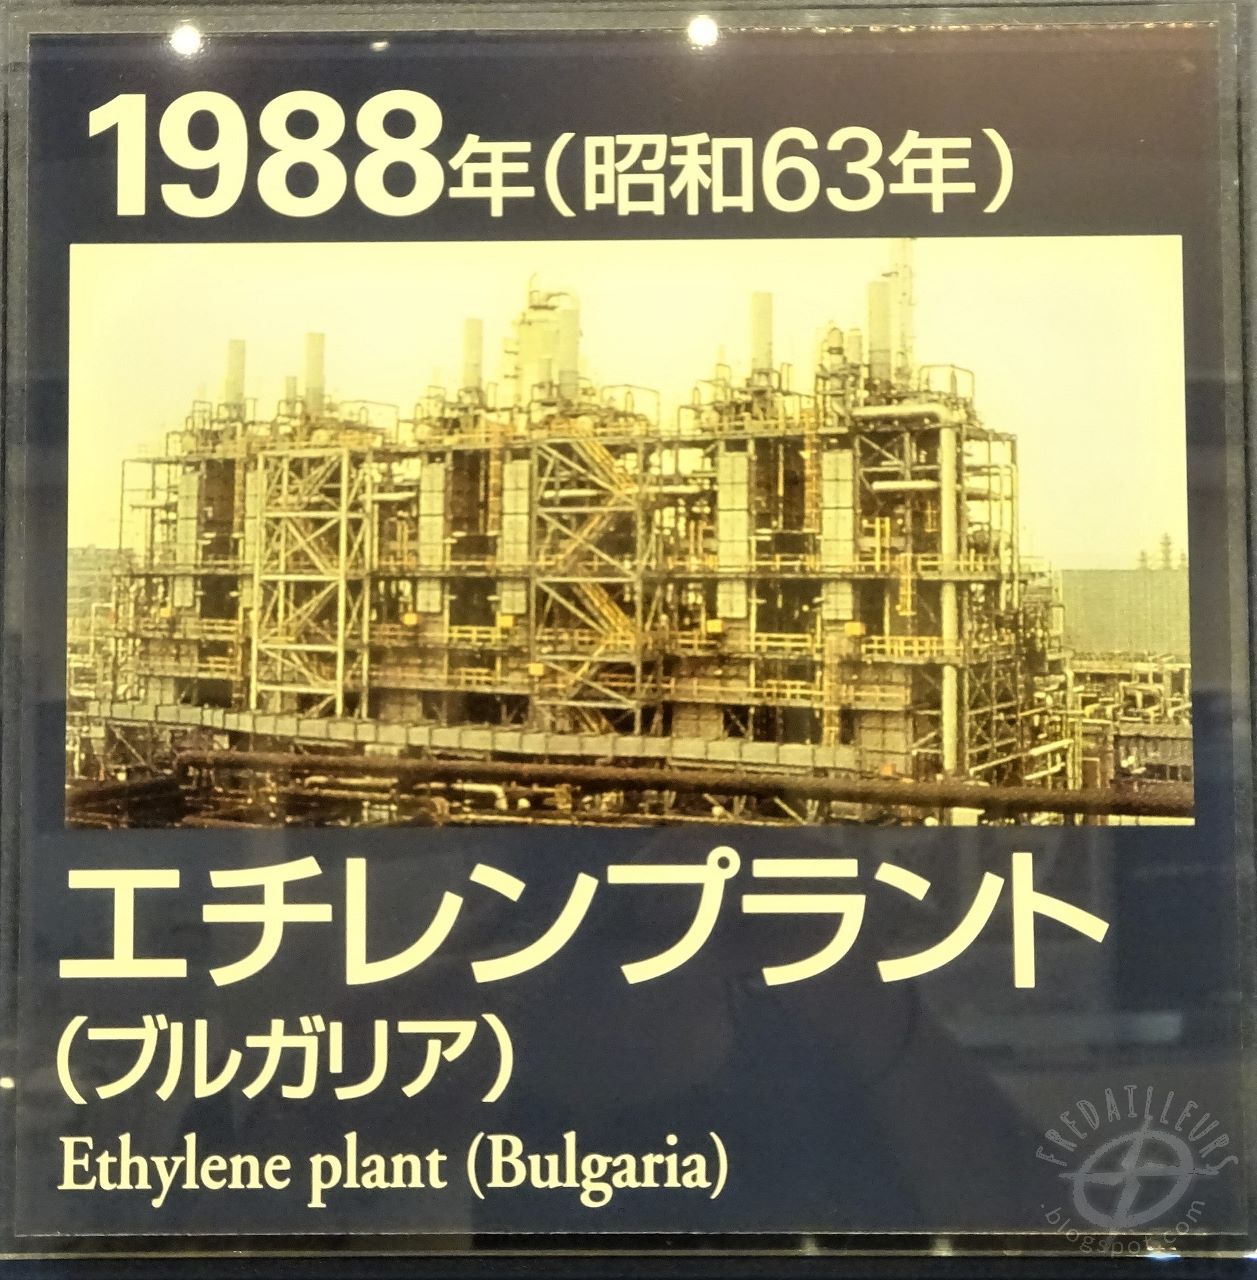 1988年(昭和63年)
エチレンプラント
(ブルガリア)
Ethylene plant (Bulgaria)
FREDAILLEURS
.blogspot.com